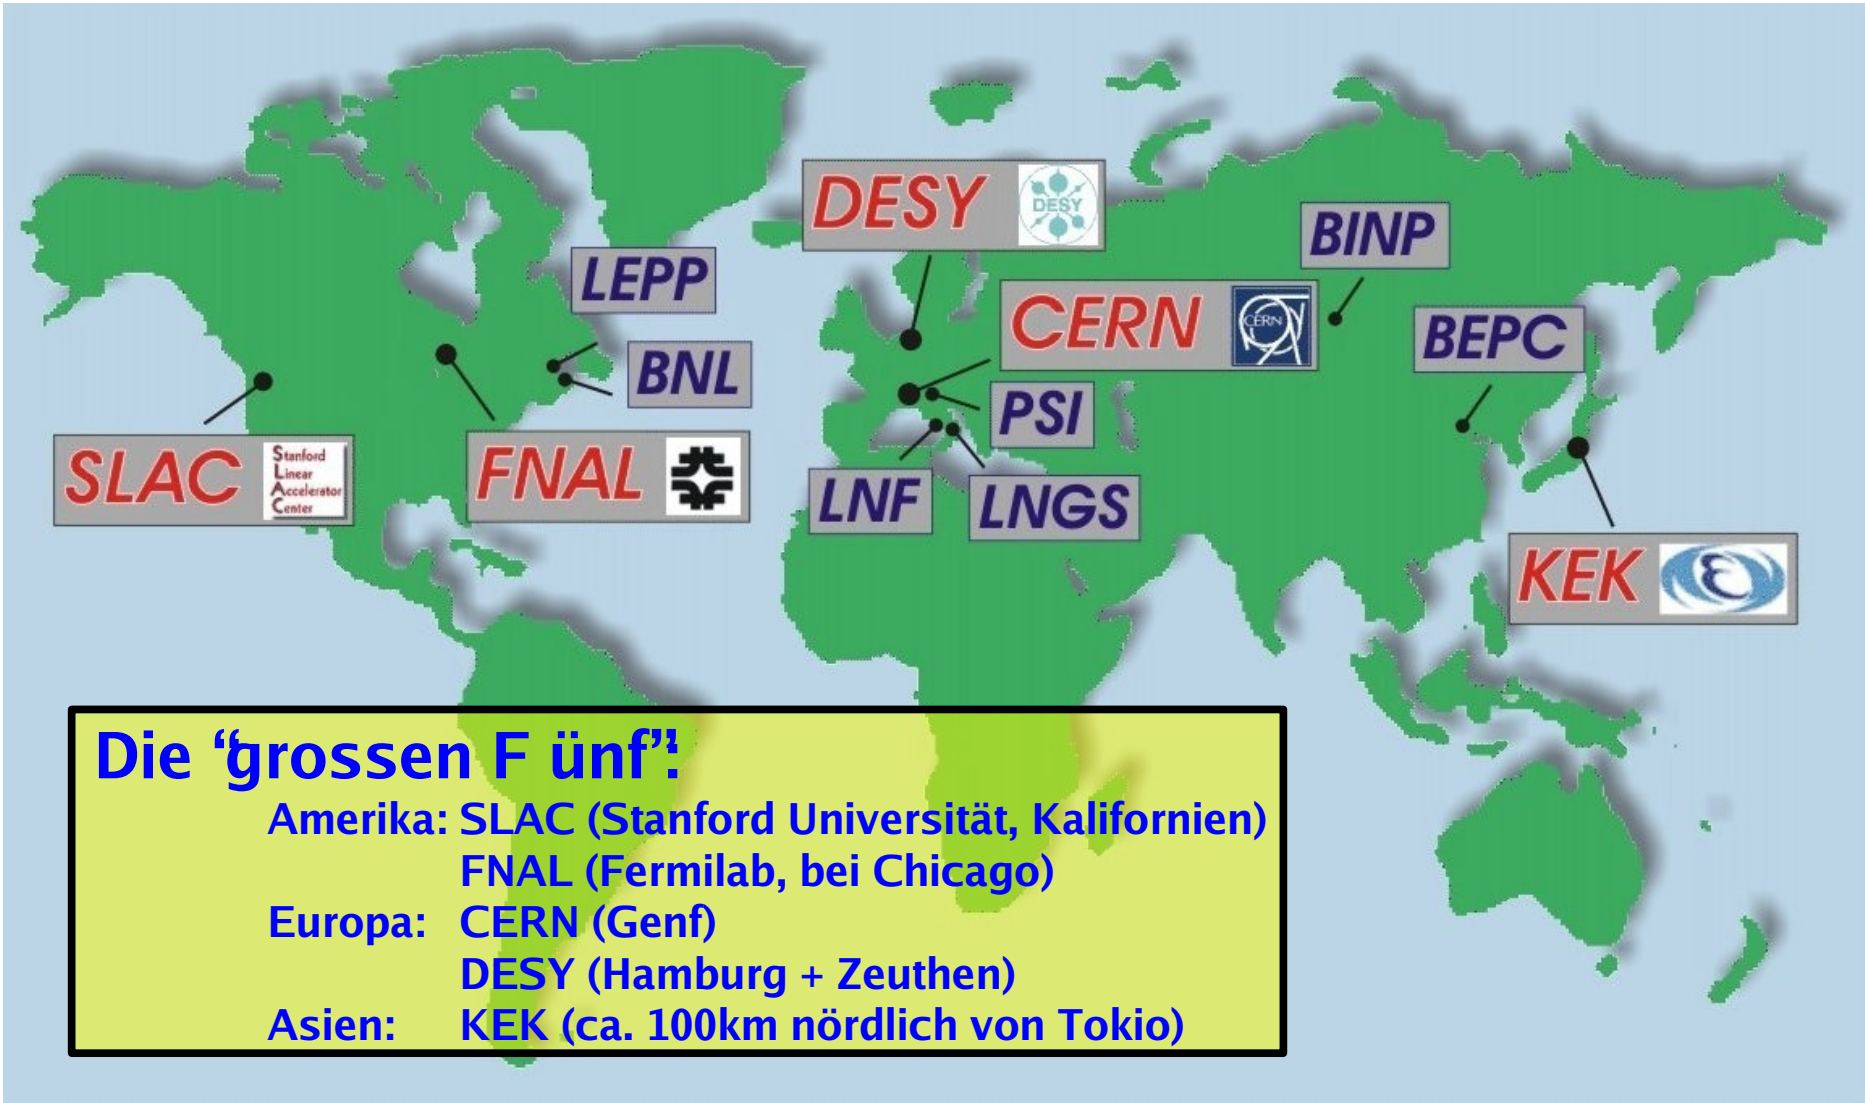 DESY
DESY
BINP
LEPP
CERN
CERN
BEPC
BNL
PSI
SLAC
Stanford
Linear
Accelerator
Center
FNAL
LNF
LNGS
KEK
Die “grossen F ünf”:
Amerika: SLAC (Stanford Universität, Kalifornien)
FNAL (Fermilab, bei Chicago)
Europa: CERN (Genf)
DESY (Hamburg + Zeuthen)
Asien: KEK (ca. 100km nördlich von Tokio)